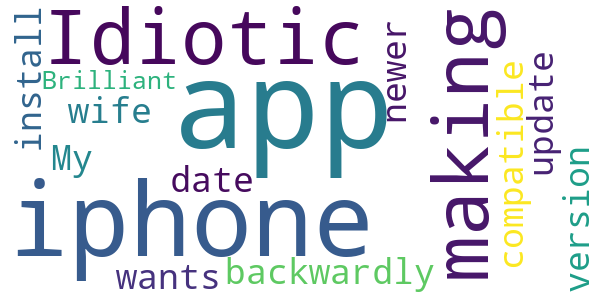 Idiotic
install
Brilliant
app
newer
making
wife
compatible
update
My
date
iphone
version
wants
backwardly